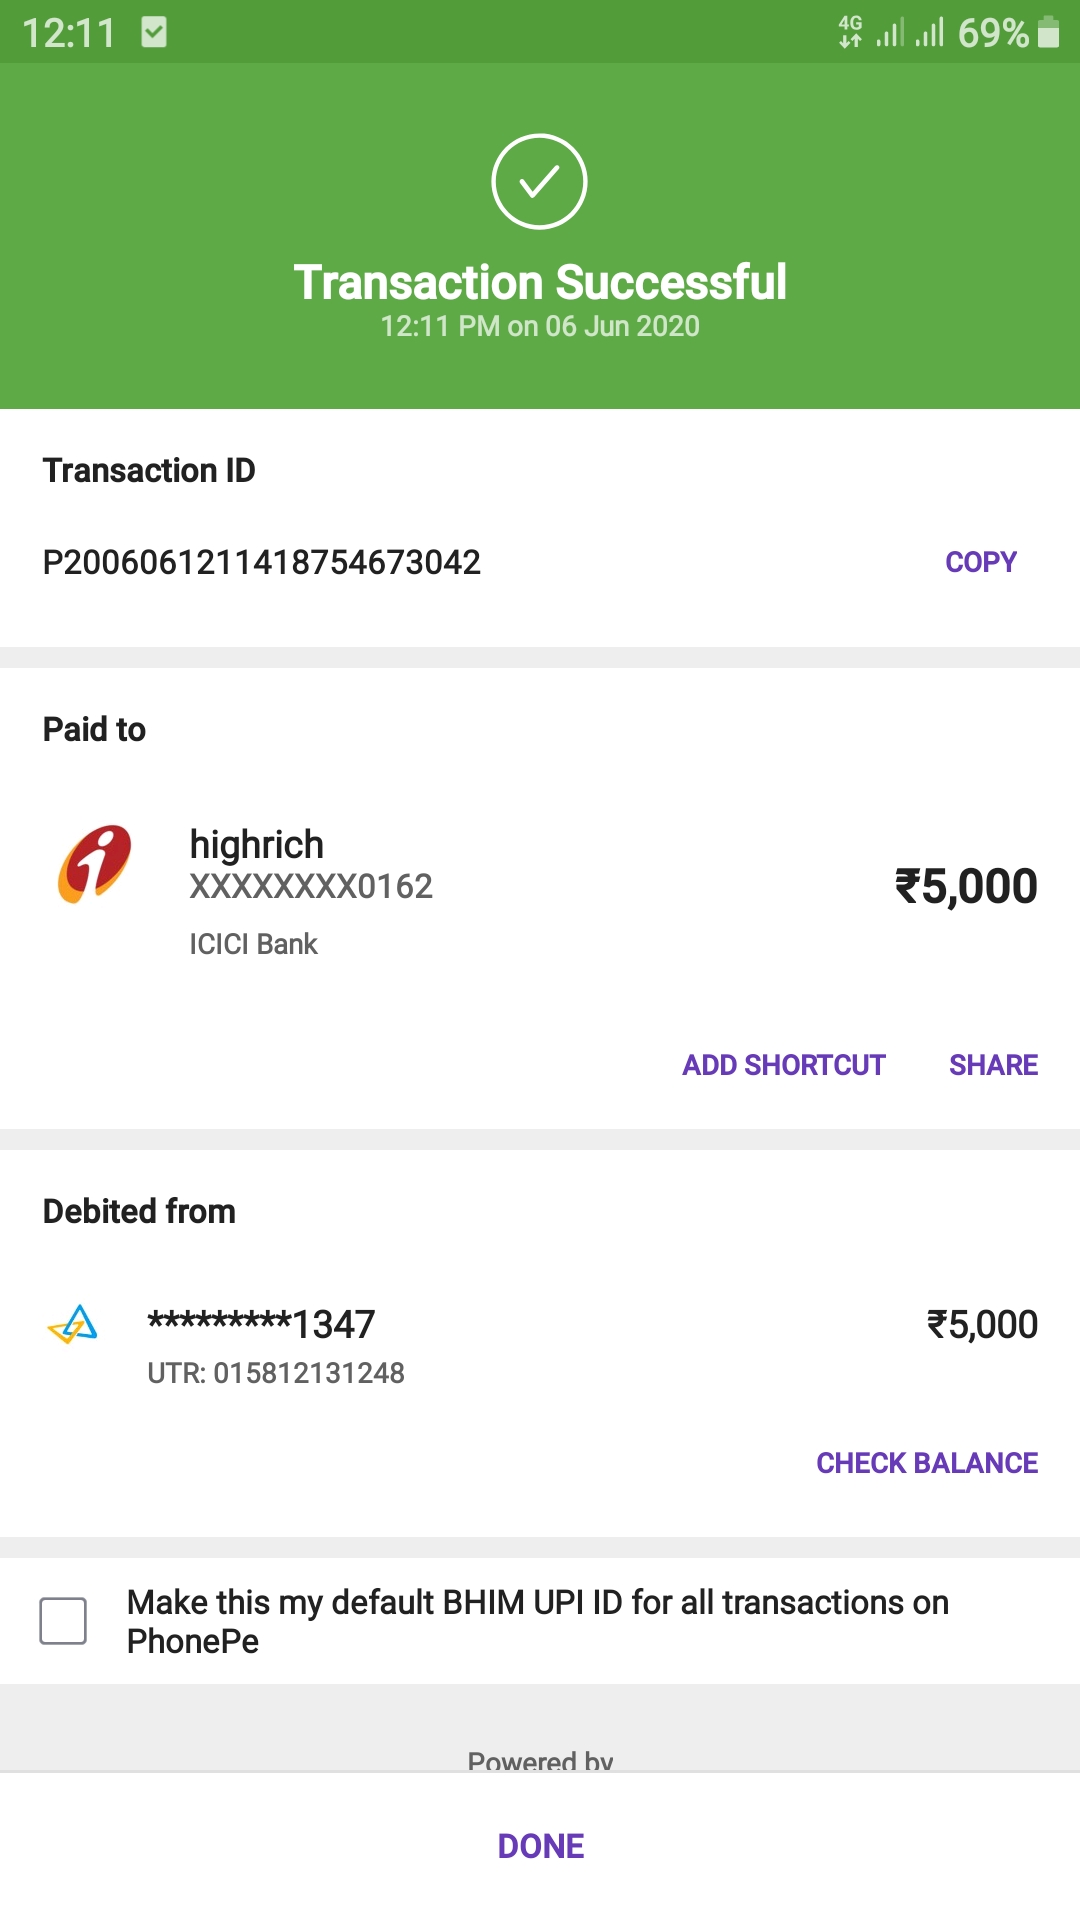 12:11
4G
69%
Transaction Successful
12:11 PM on 06 Jun 2020
Transaction ID
P2006061211418754673042
COPY
Paid to
highrich
XXXXXXXX0162
₹5,000
ICICI Bank
ADD SHORTCUT
SHARE
Debited from
*********1347
₹5,000
UTR: 015812131248
CHECK BALANCE
Make this my default BHIM UPI ID for all transactions on
PhonePe
Powered by
DONE